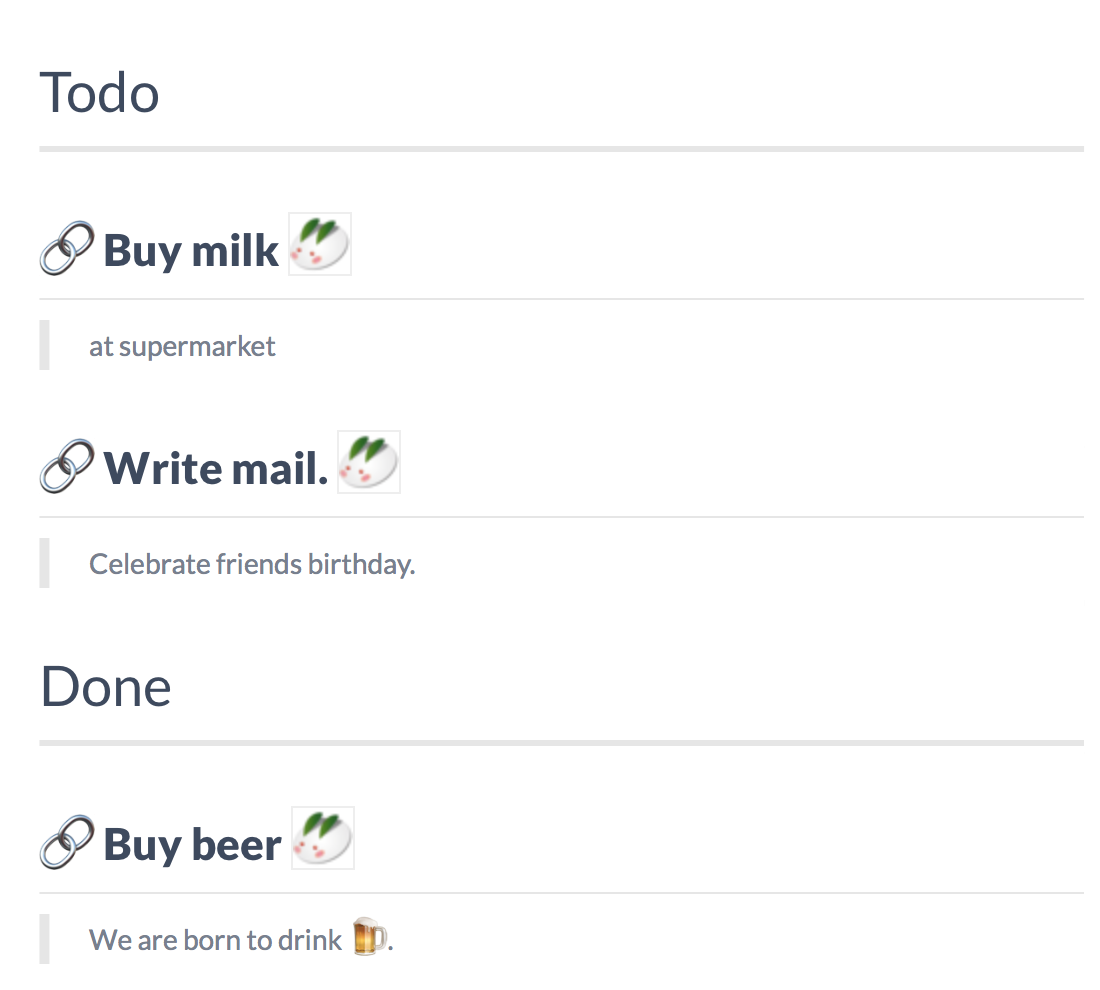 Todo
🔗 Buy milk
at supermarket
🔗 Write mail.
Celebrate friends birthday.
Done
🔗 Buy beer
We are born to drink 🍺.